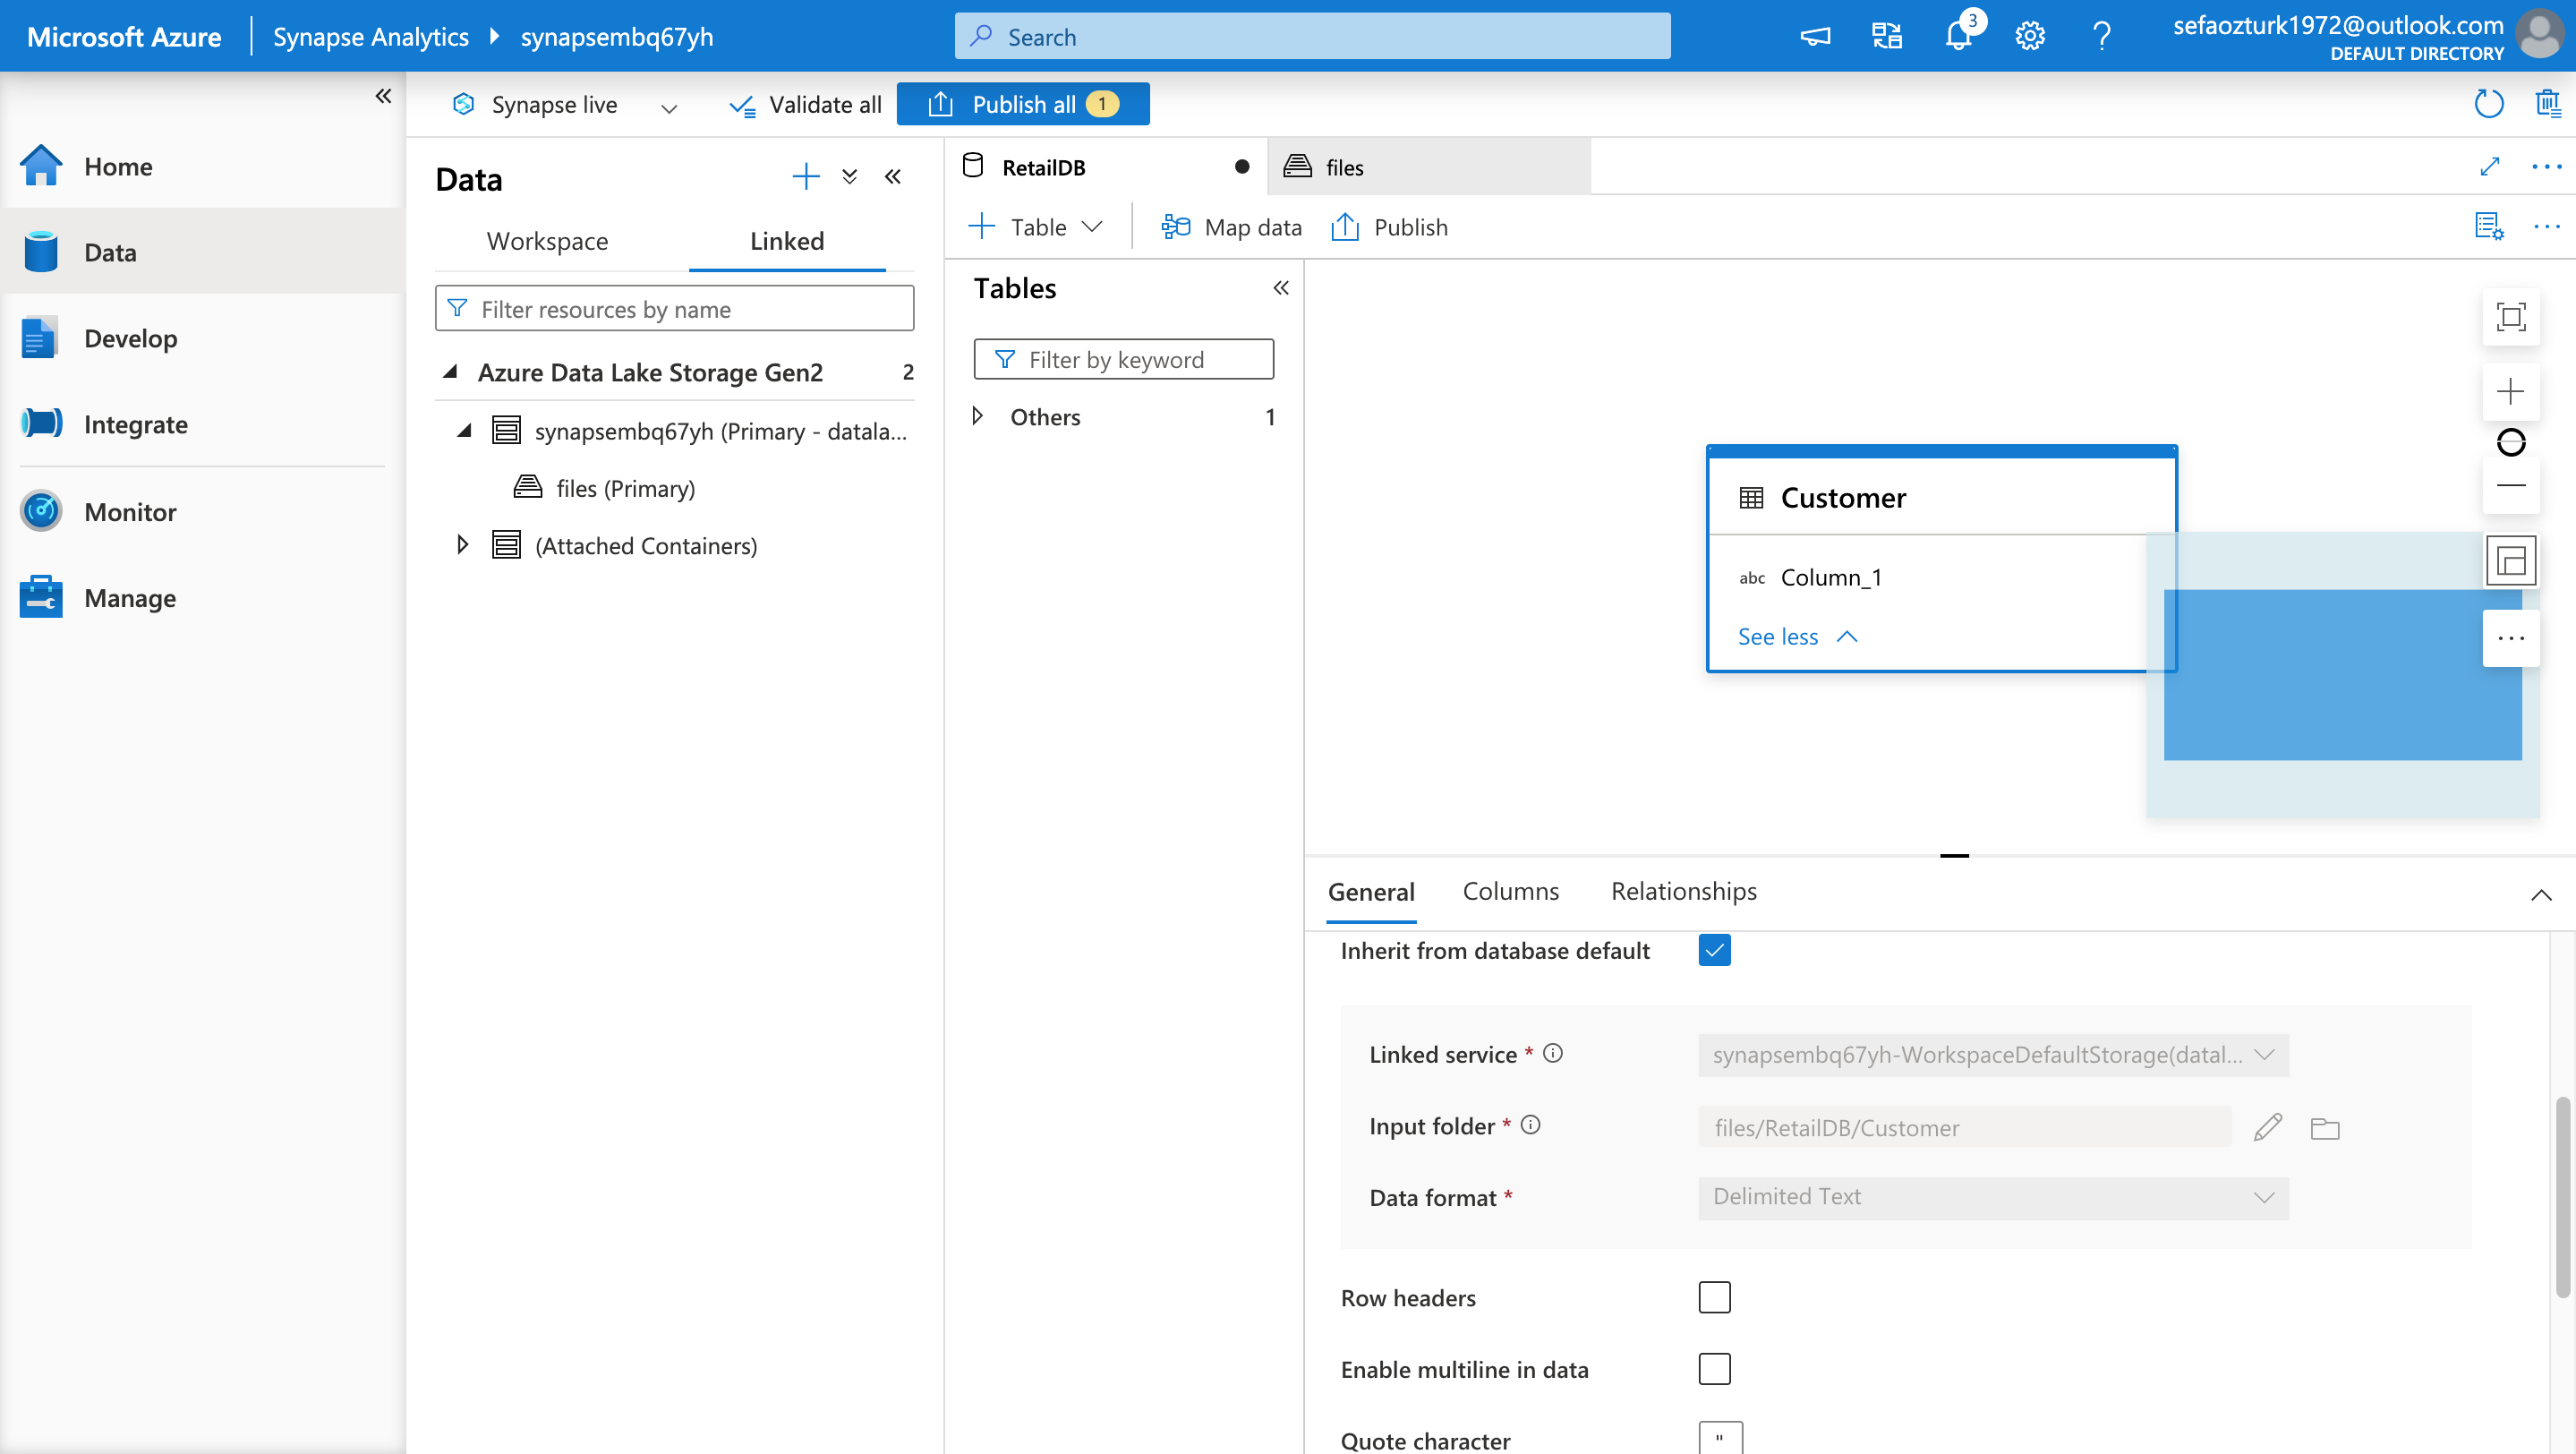 Microsoft Azure
Synapse Analytics
synapsembq67yh
Search
3
sefaozturk1972@outlook.com
DEFAULT DIRECTORY
Synapse live
Validate all
Publish all
1
Home
Data
Develop
Integrate
Monitor
Manage
Data
Workspace
Linked
Filter resources by name
Azure Data Lake Storage Gen2
2
synapsembq67yh (Primary - datala...
files (Primary)
(Attached Containers)
RetailDB
files
Table
Map data
Publish
Tables
Filter by keyword
Others
1
Customer
abc
Column_1
See less
General
Columns
Relationships
Inherit from database default
Linked service *
synapsembq67yh-WorkspaceDefaultStorage(datal...
Input folder *
files/RetailDB/Customer
Data format *
Delimited Text
Row headers
Enable multiline in data
Quote character
"